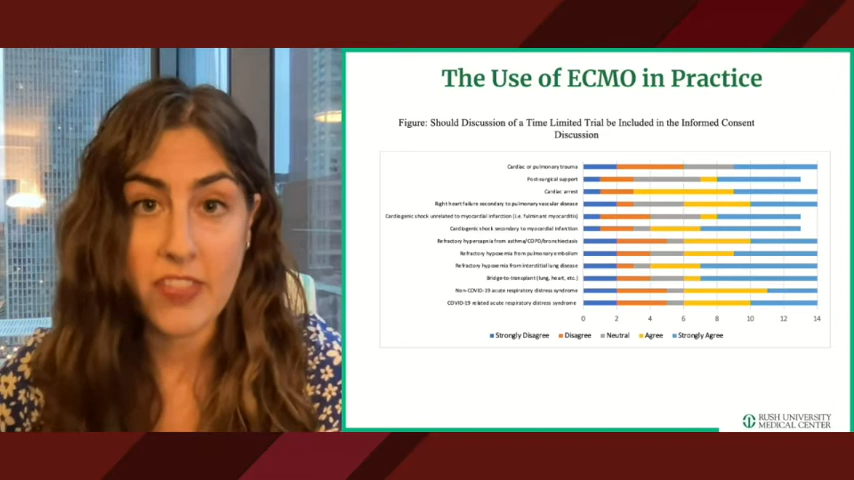 The Use of ECMO in Practice
Figure: Should Discussion of a Time Limited Trial be Included in the Informed Consent
Discussion
Cardiac or pulmonary trauma
Post-surgical support
Cardiac arrest
Right heart failure secondary to pulmonary vascular disease
Cardiogenic shock unrelated to myocardial infarction (i.e. fulminant myocarditis)
Cardiogenic shock secondary to myocardial infarction
Refractory hypersapnia from asthma/COPD/bronchiectasis
Refractory hypoxemia from pulmonary embolism
Refractory hypoxemia from interstitial lung disease
Bridge-to-transplant (lung, heart, etc.)
Non-COVID-19 acute respiratory distress syndrome
COVID-19 related acute respiratory distress syndrome
0 2 4 6 8 10 12 14
Strongly Disagree Disagree Neutral Agree Strongly Agree
RUSH UNIVERSITY
MEDICAL CENTER